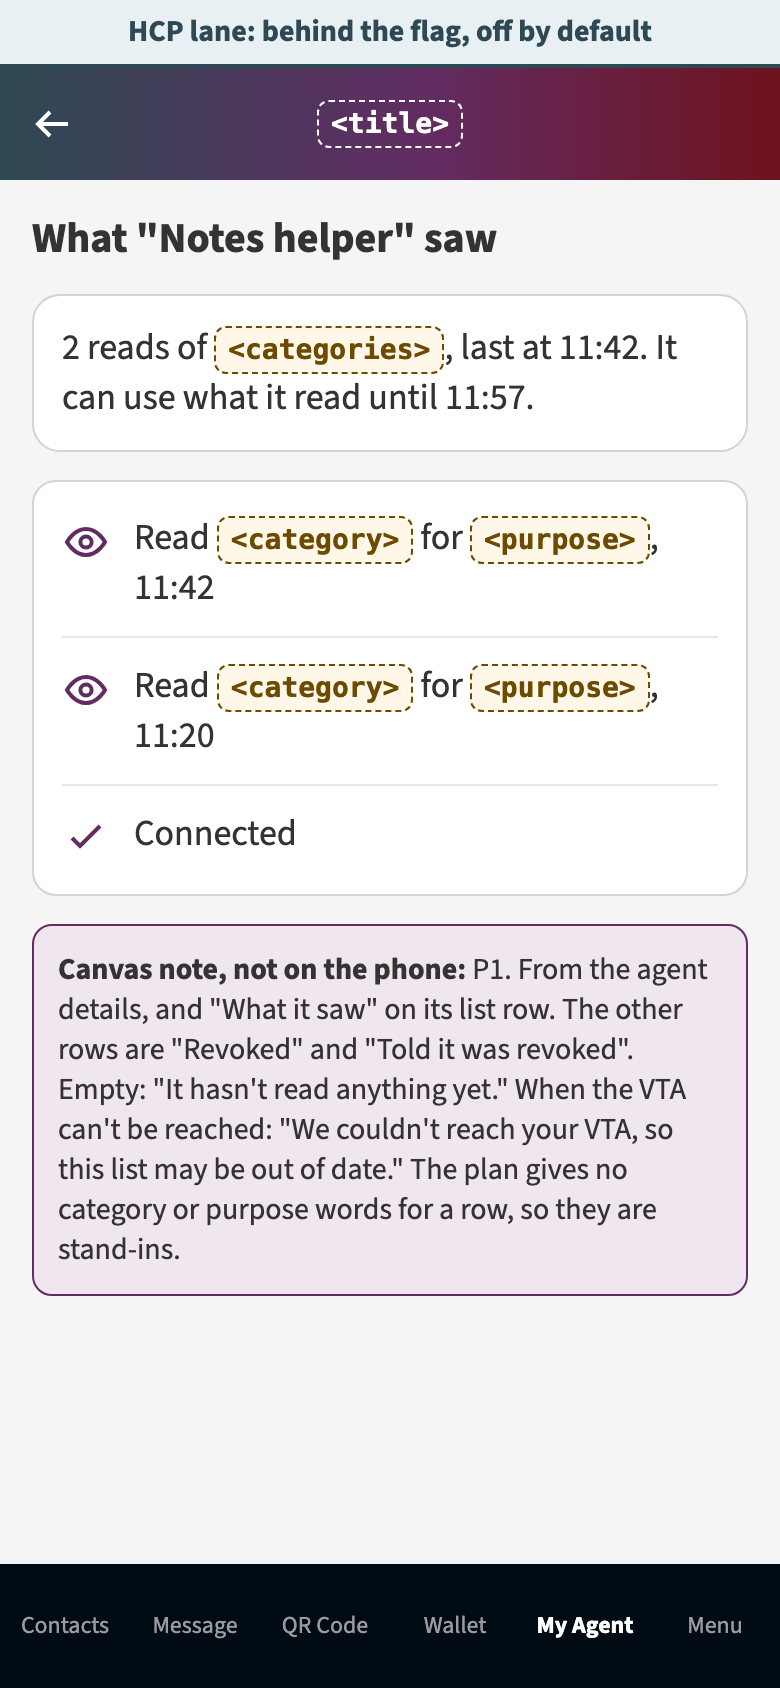 HCP lane: behind the flag, off by default
<title>
What "Notes helper" saw
2 reads of <categories>, last at 11:42. It
can use what it read until 11:57.
Read <category> for <purpose>,
11:42
Read <category> for <purpose>,
11:20
Connected
Canvas note, not on the phone: P1. From the agent
details, and "What it saw" on its list row. The other
rows are "Revoked" and "Told it was revoked".
Empty: "It hasn't read anything yet." When the VTA
can't be reached: "We couldn't reach your VTA, so
this list may be out of date." The plan gives no
category or purpose words for a row, so they are
stand-ins.
Contacts Message QR Code Wallet My Agent Menu